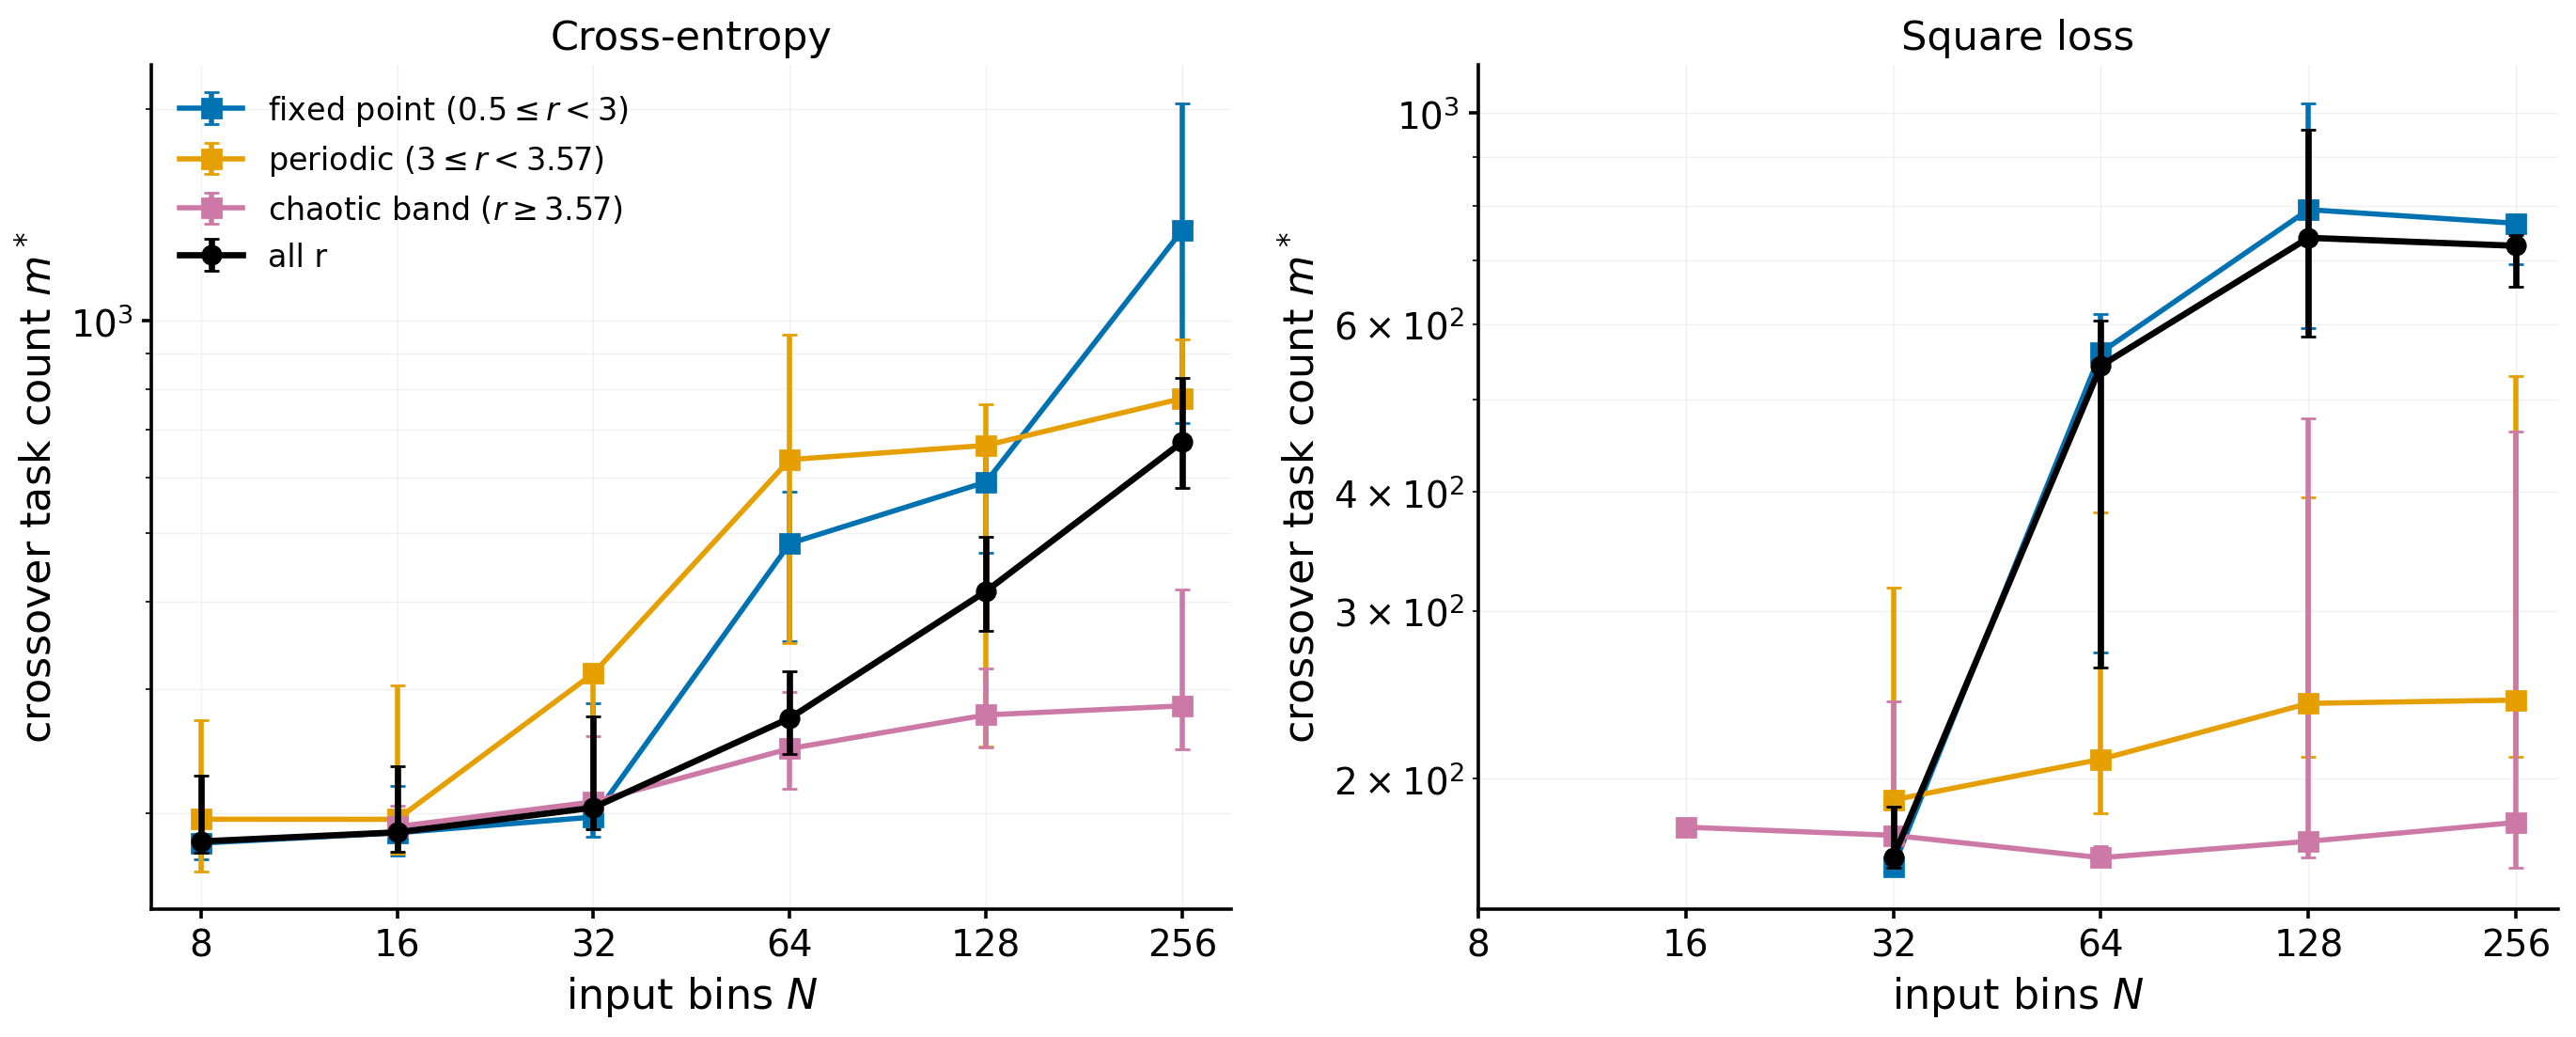 Cross-entropy
crossover task count m*
10³
fixed point (0.5 ≤ r < 3)
periodic (3 ≤ r < 3.57)
chaotic band (r ≥ 3.57)
all r
8 16 32 64 128 256
input bins N
Square loss
crossover task count m*
10³
6 × 10²
4 × 10²
3 × 10²
2 × 10²
8 16 32 64 128 256
input bins N